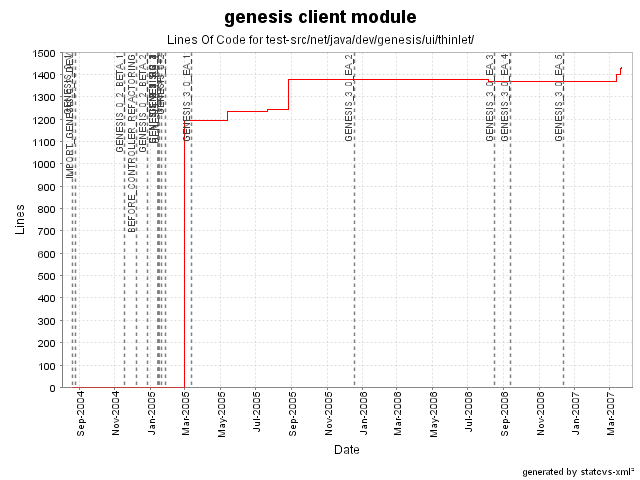 genesis client module
Lines Of Code for test-src/net/java/dev/genesis/ui/thinlet/
Lines
1500
1400
1300
1200
1100
1000
900
800
700
600
500
400
300
200
100
0
BEFORE_CONTROLLER_REFACTORING
GENESIS_0_2_BETA_1
GENESIS_0_2_BETA_2
GENESIS_3_0_EA_1
GENESIS_3_0_EA_2
GENESIS_3_0_EA_3
GENESIS_3_0_EA_4
GENESIS_3_0_EA_5
Sep-2004
Nov-2004
Jan-2005
Mar-2005
May-2005
Jul-2005
Sep-2005
Nov-2005
Jan-2006
Mar-2006
May-2006
Jul-2006
Sep-2006
Nov-2006
Jan-2007
Mar-2007
Date
generated by statcvs-xml²